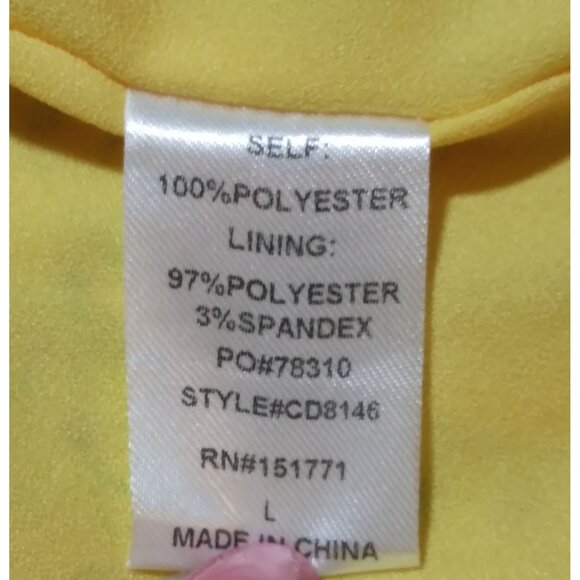 SELF:
100%POLYESTER
LINING:
97%POLYESTER
3%SPANDEX
PO#78310
STYLE#CD8146
RN#151771
L
MADE IN CHINA